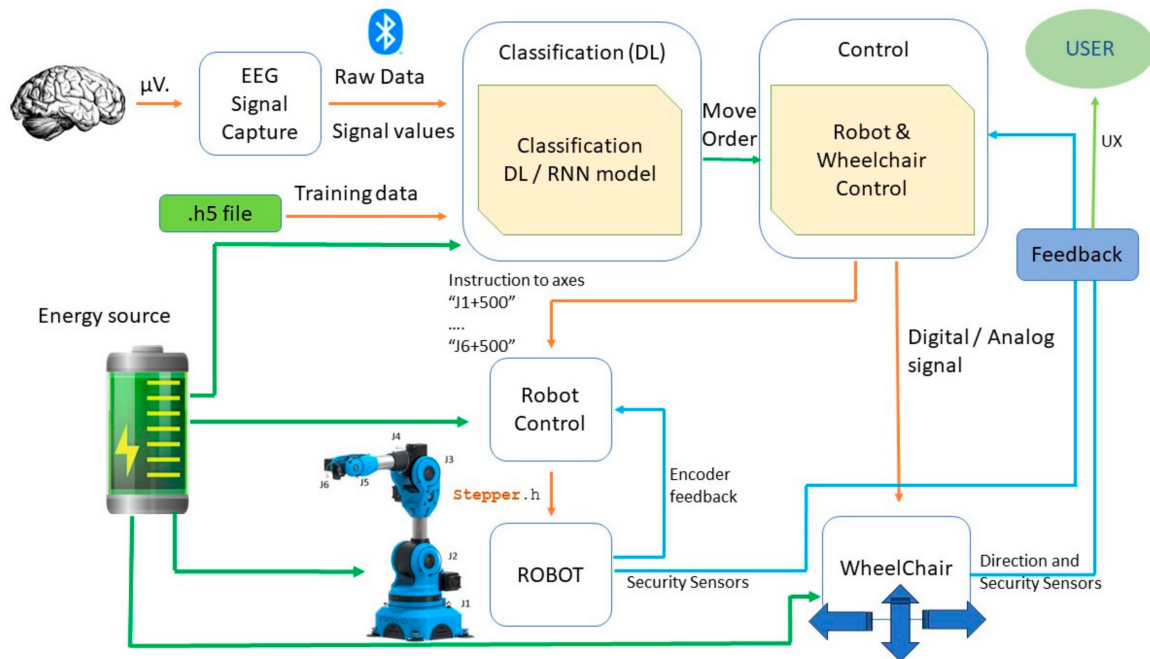 µV.
EEG
Signal
Capture
Raw Data
Signal values
Classification (DL)
Classification
DL / RNN model
Move
Order
Control
Robot &
Wheelchair
Control
USER
UX
.h5 file
Training data
Feedback
Energy source
Instruction to axes
“J1+500”
....
“J6+500”
Digital / Analog
signal
Robot
Control
J4
J3
J6
J5
Encoder
feedback
Stepper.h
J2
J1
ROBOT
Security Sensors
WheelChair
Direction and
Security Sensors